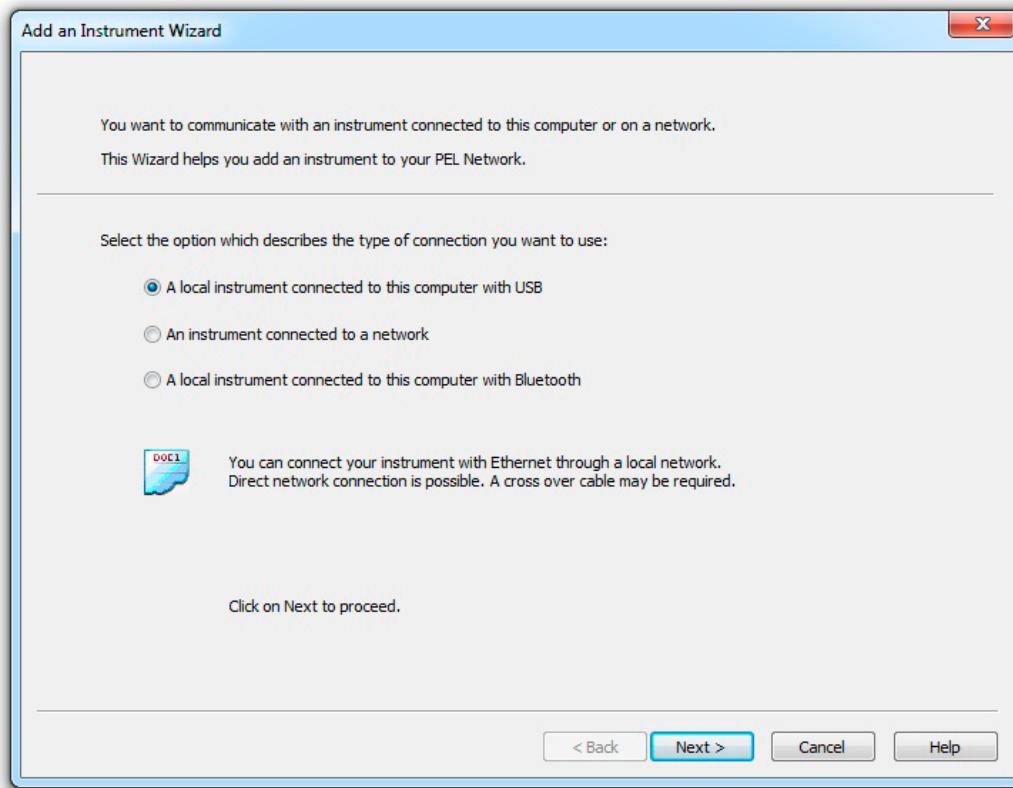 Add an Instrument Wizard
X
You want to communicate with an instrument connected to this computer or on a network.
This Wizard helps you add an instrument to your PEL Network.
Select the option which describes the type of connection you want to use:
A local instrument connected to this computer with USB
An instrument connected to a network
A local instrument connected to this computer with Bluetooth
DOC1
You can connect your instrument with Ethernet through a local network.
Direct network connection is possible. A cross over cable may be required.
Click on Next to proceed.
< Back Next > Cancel Help